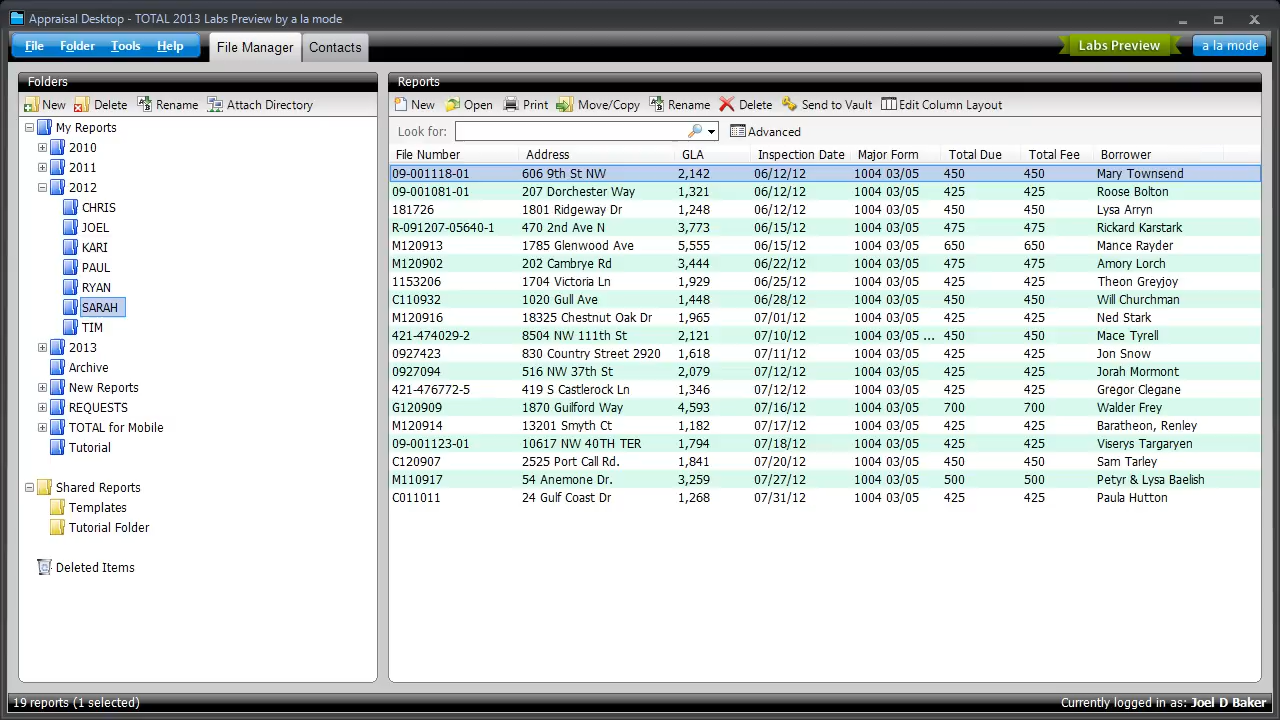 Appraisal Desktop - TOTAL 2013 Labs Preview by a la mode
File Folder Tools Help File Manager Contacts Labs Preview a la mode
Folders
New Delete Rename Attach Directory
My Reports
2010
2011
2012
CHRIS
JOEL
KARI
PAUL
RYAN
SARAH
TIM
2013
Archive
New Reports
REQUESTS
TOTAL for Mobile
Tutorial
Shared Reports
Templates
Tutorial Folder
Deleted Items
Reports
New Open Print Move/Copy Rename Delete Send to Vault Edit Column Layout
Look for: Advanced
File Number Address GLA Inspection Date Major Form Total Due Total Fee Borrower
09-001118-01 606 9th St NW 2,142 06/12/12 1004 03/05 450 450 Mary Townsend
09-001081-01 207 Dorchester Way 1,321 06/12/12 1004 03/05 450 450 Roose Bolton
181726 1801 Ridgeway Dr 1,248 06/12/12 1004 03/05 450 450 Lysa Arryn
R-091207-05640-1 470 2nd Ave N 3,773 06/15/12 1004 03/05 475 475 Rickard Karstark
M120913 1785 Glenwood Ave 5,555 06/15/12 1004 03/05 650 650 Mance Rayder
M120902 202 Cambrye Rd 3,444 06/22/12 1004 03/05 475 475 Amory Lorch
1153206 1704 Victoria Ln 1,929 06/25/12 1004 03/05 425 425 Theon Greyjoy
C110932 1020 Gull Ave 1,448 06/28/12 1004 03/05 450 450 Will Churchman
M120916 18325 Chestnut Oak Dr 1,965 07/01/12 1004 03/05 425 425 Ned Stark
421-474029-2 8504 NW 111th St 2,121 07/10/12 1004 03/05 ... 450 450 Mace Tyrell
0927423 830 Country Street 2920 1,618 07/11/12 1004 03/05 425 425 Jon Snow
0927094 516 NW 37th St 2,079 07/12/12 1004 03/05 425 425 Jorah Mormont
421-476772-5 419 S Castlerock Ln 1,346 07/12/12 1004 03/05 425 425 Gregor Clegane
G120909 1870 Guilford Way 4,593 07/16/12 1004 03/05 700 700 Walder Frey
M120914 13201 Smyth Ct 1,182 07/17/12 1004 03/05 425 425 Baratheon, Renley
09-001123-01 10617 NW 40TH TER 1,794 07/18/12 1004 03/05 425 425 Viserys Targaryen
C120907 2525 Port Call Rd. 1,841 07/20/12 1004 03/05 450 450 Sam Tarley
M110917 54 Anemone Dr. 3,259 07/27/12 1004 03/05 500 500 Petyr & Lysa Baelish
C011011 24 Gulf Coast Dr 1,268 07/31/12 1004 03/05 425 425 Paula Hutton
19 reports (1 selected) Currently logged in as: Joel D Baker